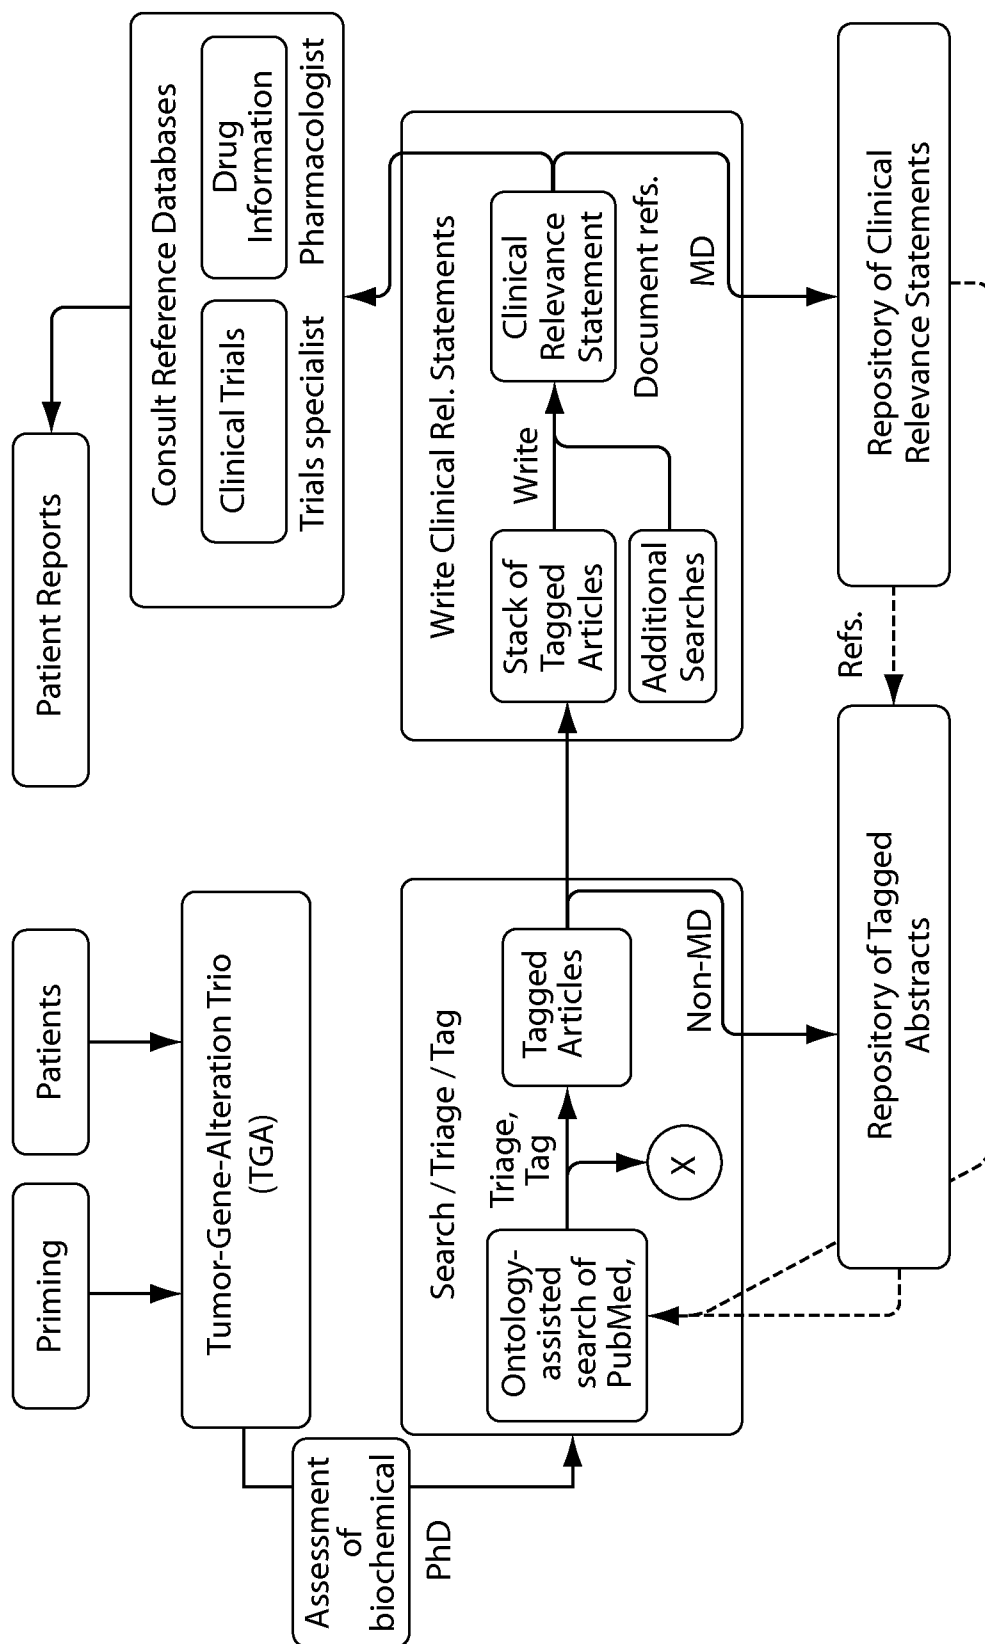 Priming
Patients
Patient Reports
Tumor-Gene-Alteration Trio
(TGA)
Consult Reference Databases
Clinical Trials
Drug
Information
Trials specialist
Pharmacologist
Assessment
of
biochemical
PhD
Search / Triage / Tag
Ontology-
assisted
search of
PubMed,
Triage,
Tag
X
Tagged
Articles
Non-MD
Write Clinical Rel. Statements
Stack of
Tagged
Articles
Additional
Searches
Write
Clinical
Relevance
Statement
Document refs.
MD
Repository of Tagged
Abstracts
Refs.
Repository of Clinical
Relevance Statements